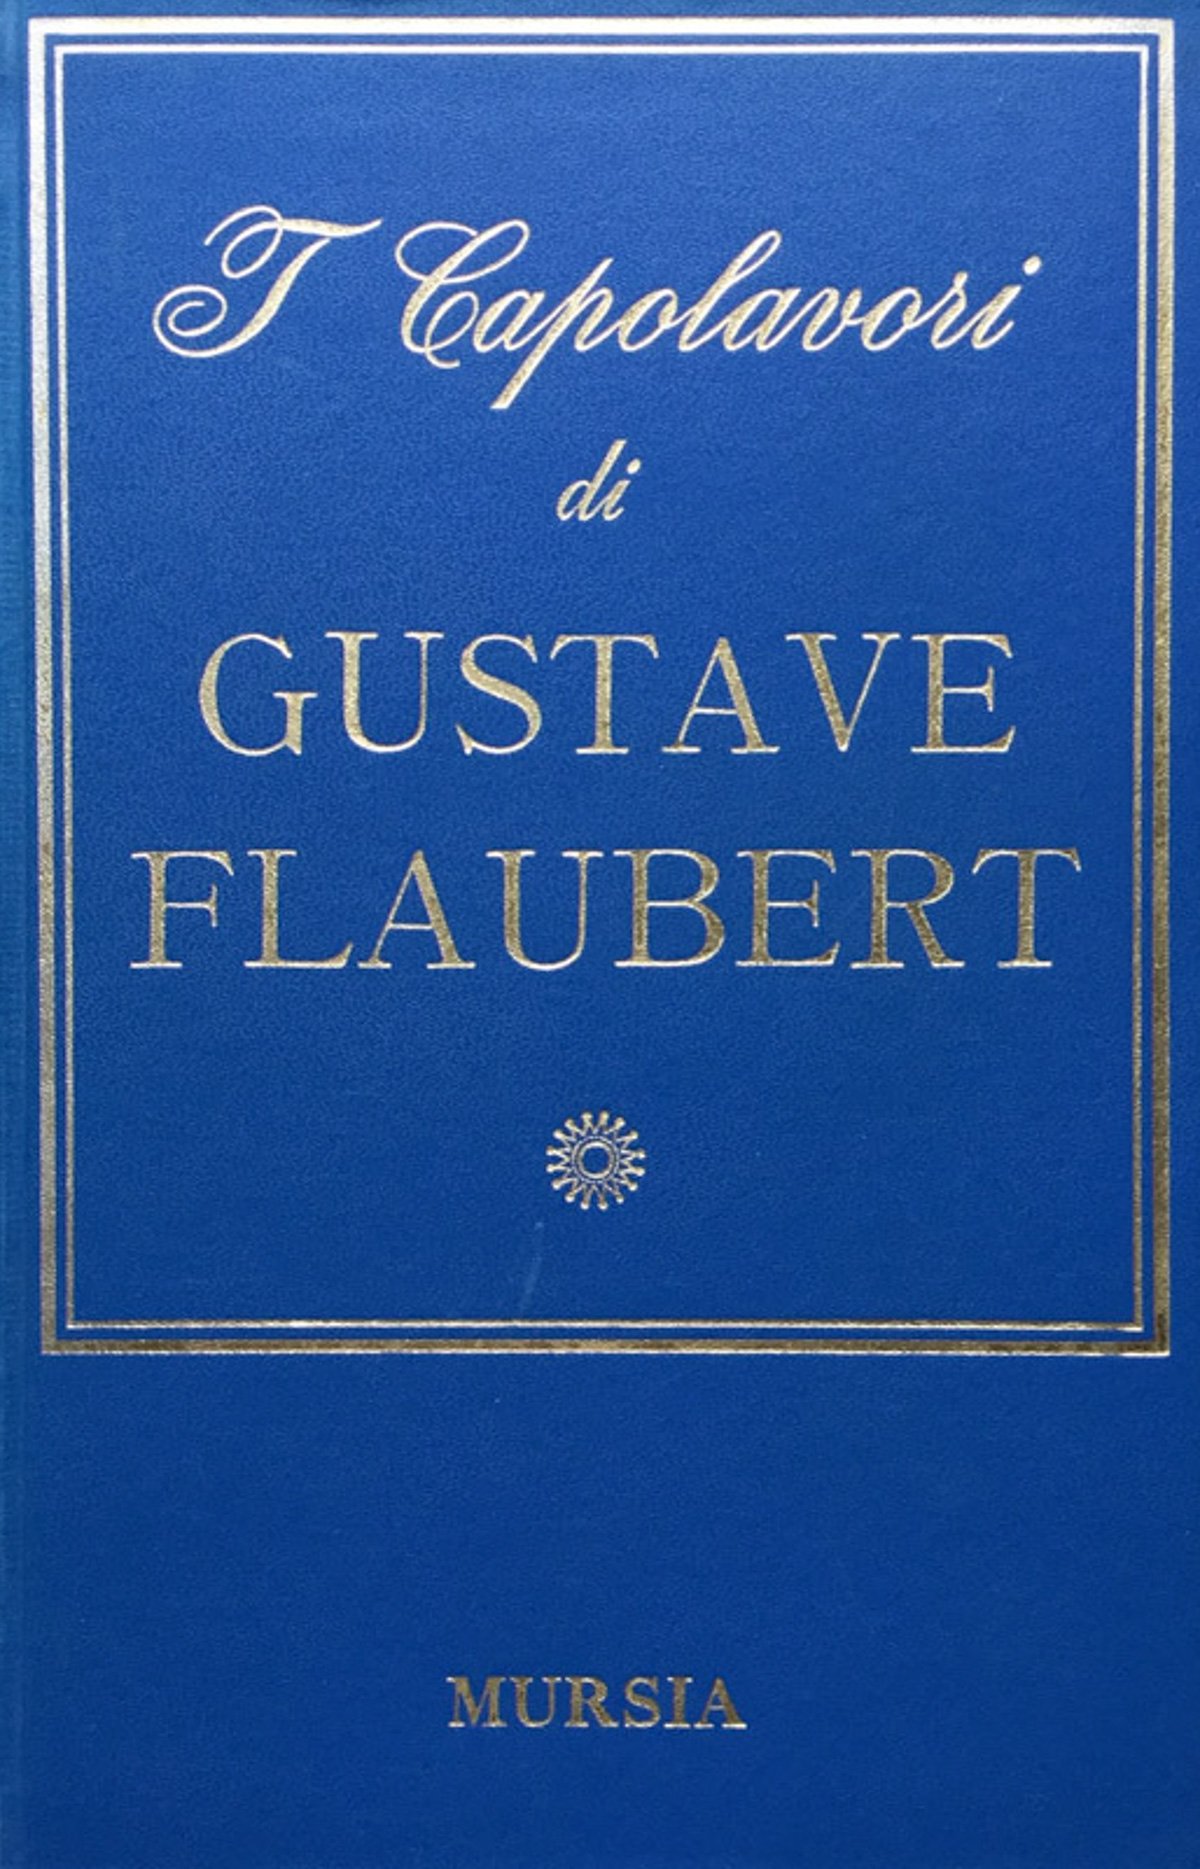 I Capolavori
di
GUSTAVE
FLAUBERT
MURSIA